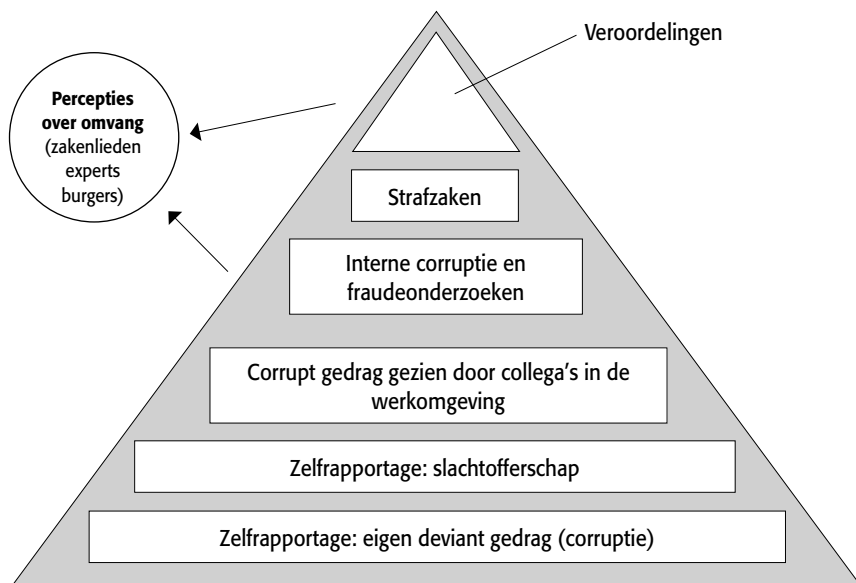 Veroordelingen
Percepties
over omvang
(zakenlieden
experts
burgers)
Strafzaken
Interne corruptie en
fraudeonderzoeken
Corrupt gedrag gezien door collega's in de
werkomgeving
Zelfrapportage: slachtofferschap
Zelfrapportage: eigen deviant gedrag (corruptie)